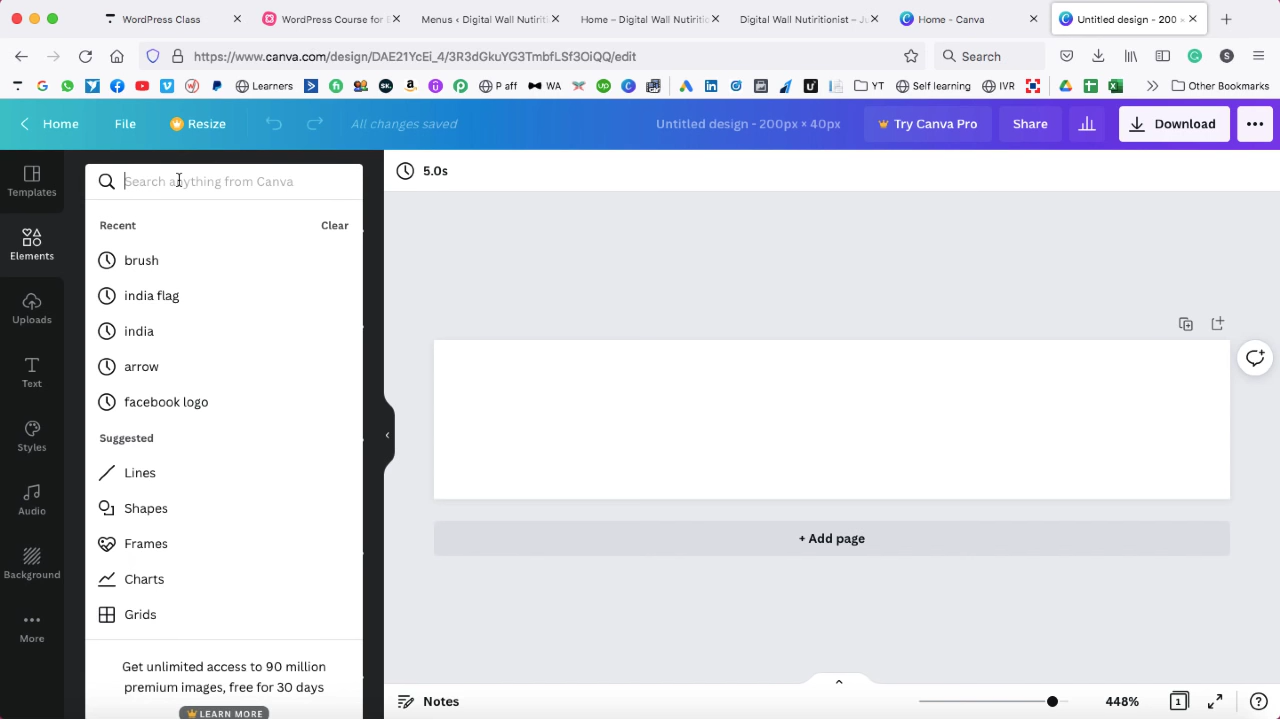 WordPress Class
WordPress Course for E
Menus ‹ Digital Wall Nutriti
Home – Digital Wall Nutritio
Digital Wall Nutritionist – Ju
Home - Canva
Untitled design - 200
https://www.canva.com/design/DAE21YcEi_4/3R3dGkuYG3TmbfLSf3OiQQ/edit
Search
S
Learners
YT
P aff
WA
Self learning
IVR
Other Bookmarks
Home
File
Resize
All changes saved
Untitled design - 200px × 40px
Try Canva Pro
Share
Download
Templates
Elements
Uploads
Text
Styles
Audio
Background
More
Search anything from Canva
Recent
Clear
brush
india flag
india
arrow
facebook logo
Suggested
Lines
Shapes
Frames
Charts
Grids
Get unlimited access to 90 million
premium images, free for 30 days
LEARN MORE
5.0s
+ Add page
Notes
448%
1